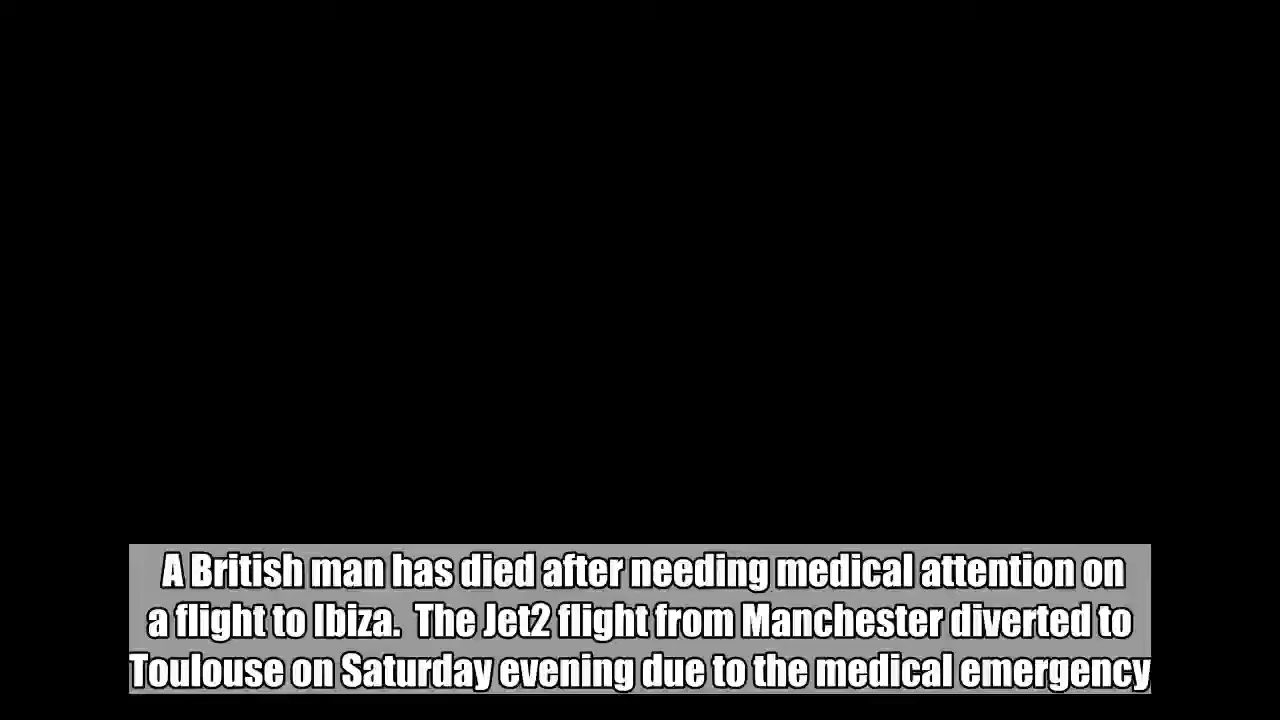 A British man has died after needing medical attention on
a flight to Ibiza.  The Jet2 flight from Manchester diverted to
Toulouse on Saturday evening due to the medical emergency